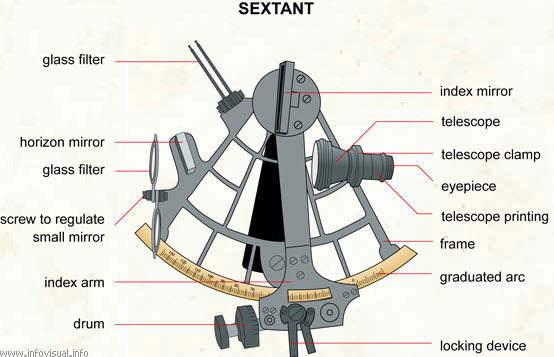 SEXTANT
glass filter
horizon mirror
glass filter
screw to regulate
small mirror
index arm
drum
index mirror
telescope
telescope clamp
eyepiece
telescope printing
frame
graduated arc
locking device
www.infovisual.info